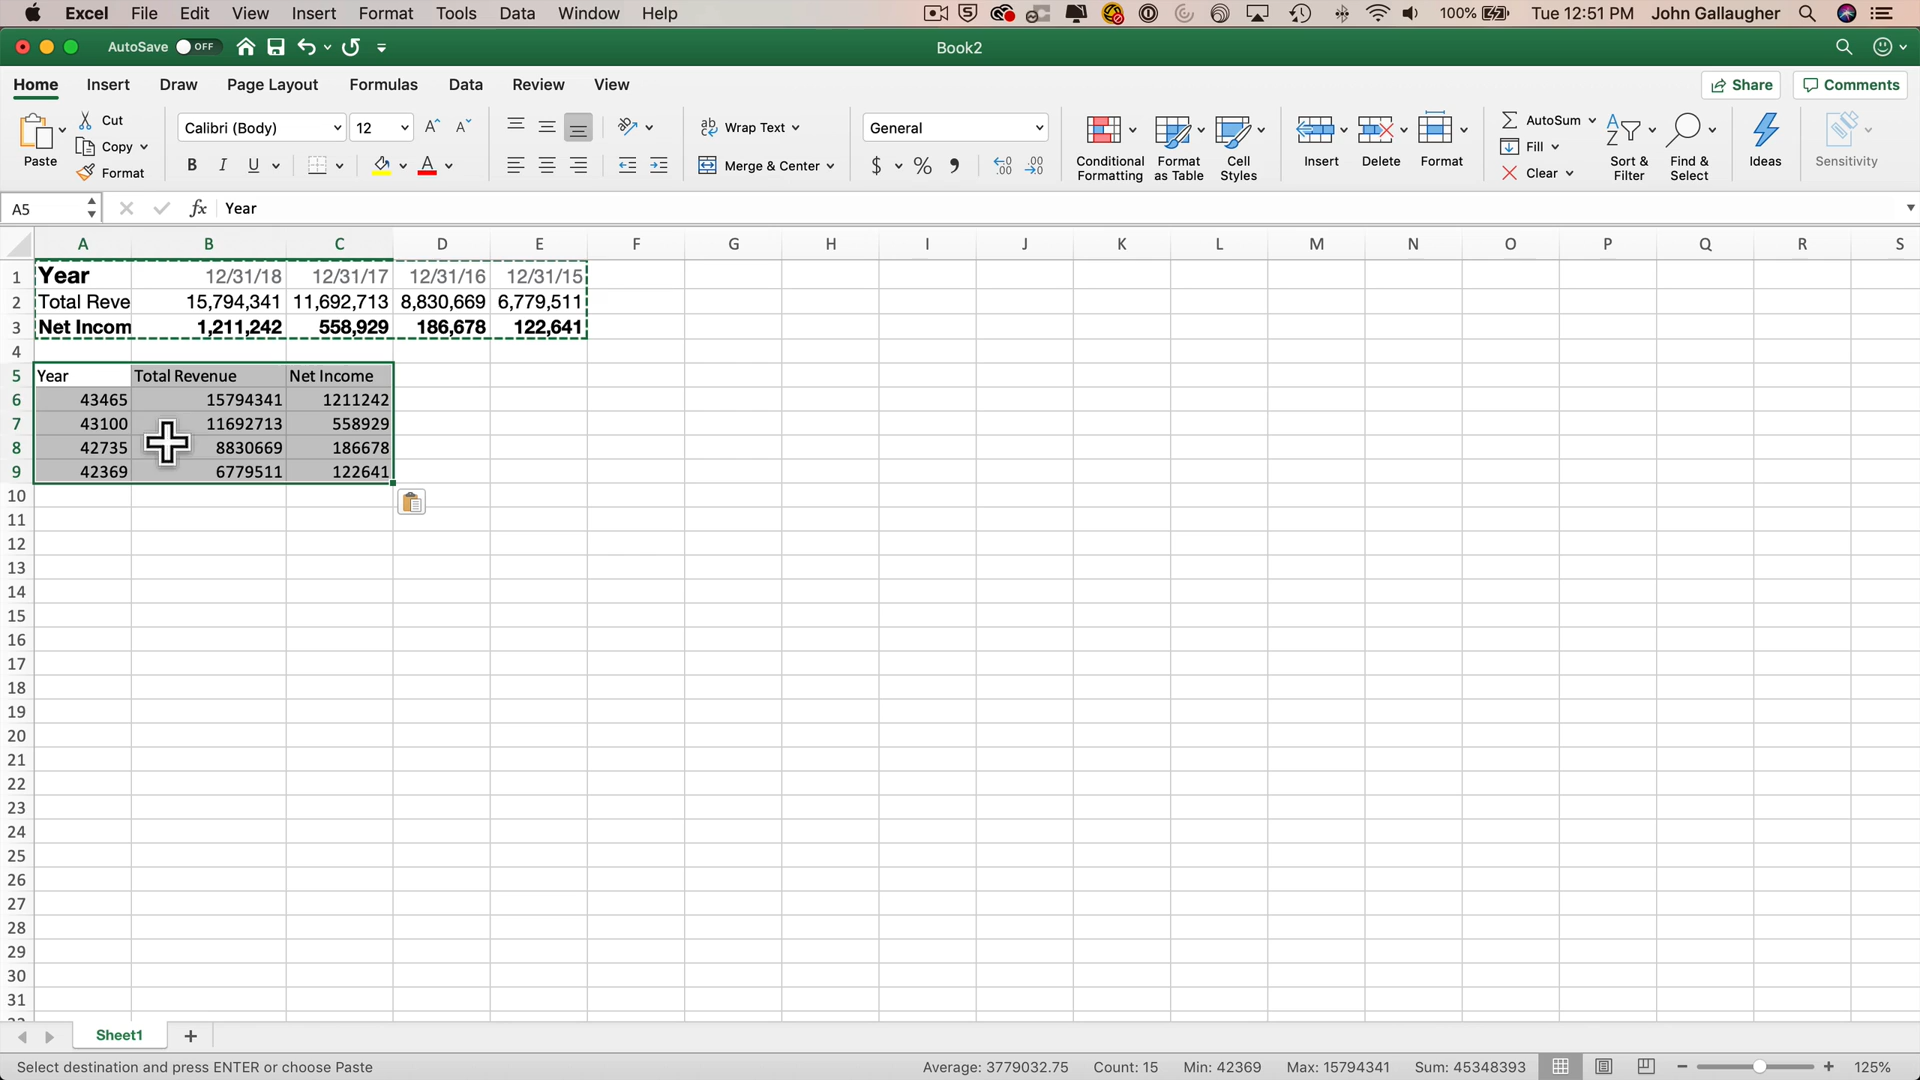 Excel File Edit View Insert Format Tools Data Window Help 5 100% Tue 12:51 PM John Gallaugher
AutoSave OFF Book2
Home Insert Draw Page Layout Formulas Data Review View Share Comments
Paste Cut Copy Format
Calibri (Body) 12 A^ A˅
B I U A
ab Wrap Text
Merge & Center
General
$ % ,
Conditional Formatting
Format as Table
Cell Styles
Insert Delete Format
AutoSum
Fill
Clear
Sort & Filter
Find & Select
Ideas
Sensitivity
A5 fx Year
A B C D E F G H I J K L M N O P Q R S
1 Year 12/31/18 12/31/17 12/31/16 12/31/15
2 Total Reve 15,794,341 11,692,713 8,830,669 6,779,511
3 Net Incom 1,211,242 558,929 186,678 122,641
4
5 Year Total Revenue Net Income
6 43465 15794341 1211242
7 43100 11692713 558929
8 42735 8830669 186678
9 42369 6779511 122641
10
11
12
13
14
15
16
17
18
19
20
21
22
23
24
25
26
27
28
29
30
31
Sheet1 +
Select destination and press ENTER or choose Paste Average: 3779032.75 Count: 15 Min: 42369 Max: 15794341 Sum: 45348393 − + 125%